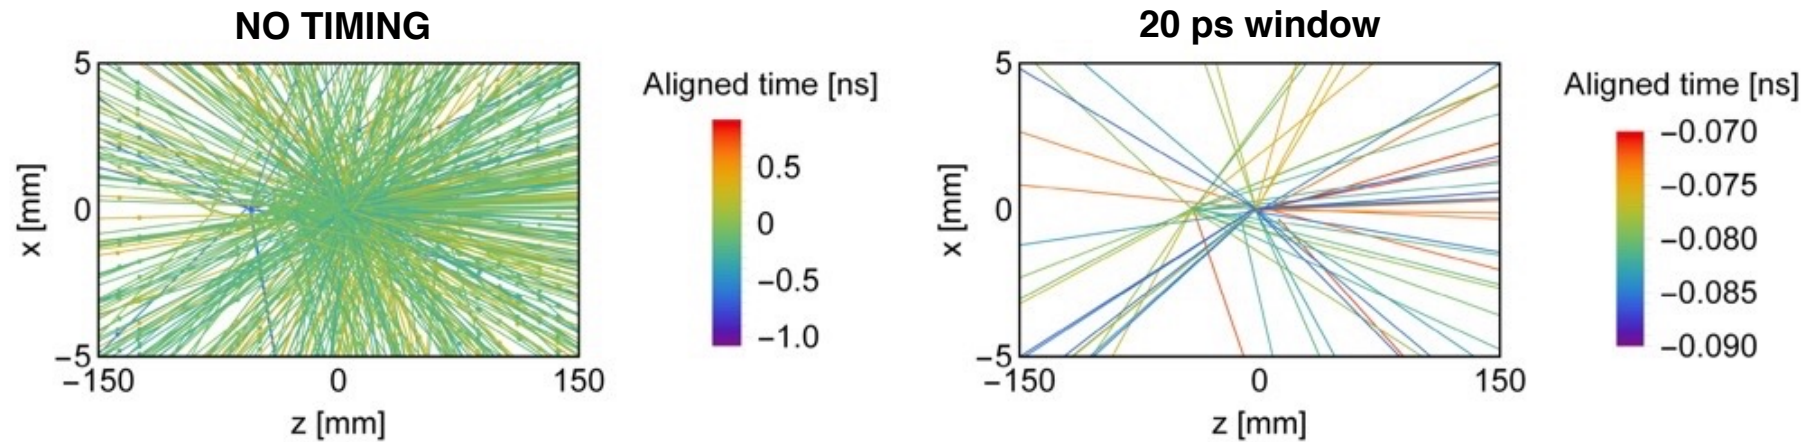 NO TIMING
5
0
−5
x [mm]
−150
0
150
z [mm]
Aligned time [ns]
0.5
0
−0.5
−1.0
20 ps window
5
0
−5
x [mm]
−150
0
150
z [mm]
Aligned time [ns]
−0.070
−0.075
−0.080
−0.085
−0.090